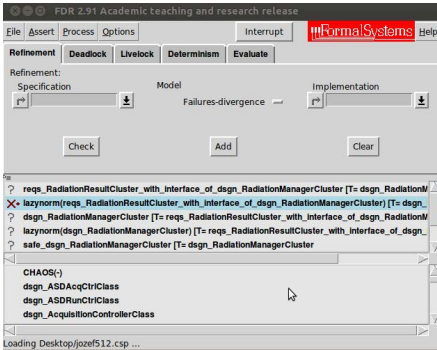 FDR 2.91 Academic teaching and research release
File Assert Process Options Interrupt FormalSystems Help
Refinement Deadlock Livelock Determinism Evaluate
Refinement:
Specification Model Implementation
Failures-divergence
Check Add Clear
? reqs_RadiationResultCluster_with_interface_of_dsgn_RadiationManagerCluster [T= dsgn_RadiationM
lazynorm(reqs_RadiationResultCluster_with_interface_of_dsgn_RadiationManagerCluster) [T= dsgn_
? dsgn_RadiationManagerCluster [T= reqs_RadiationResultCluster_with_interface_of_dsgn_Radiation
? lazynorm(dsgn_RadiationManagerCluster) [T= reqs_RadiationResultCluster_with_interface_of_dsgn_
? safe_dsgn_RadiationManagerCluster [T= dsgn_RadiationManagerCluster
CHAOS(-)
dsgn_ASDAcqCtrlClass
dsgn_ASDRunCtrlClass
dsgn_AcquisitionControllerClass
Loading Desktop/jozef512.csp ...